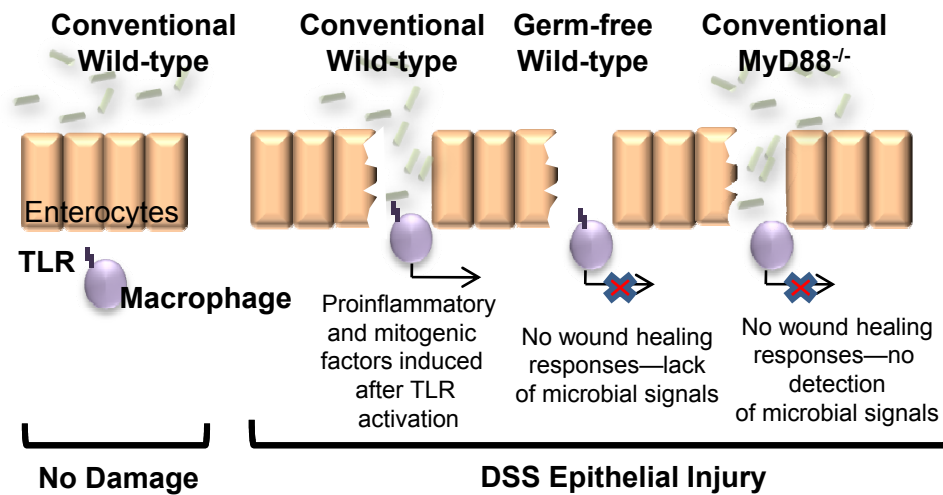 Conventional
Wild-type
Conventional
Wild-type
Germ-free
Wild-type
Conventional
MyD88-/-
Enterocytes
TLR
Macrophage
Proinflammatory
and mitogenic
factors induced
after TLR
activation
No wound healing
responses—lack
of microbial signals
No wound healing
responses—no
detection
of microbial signals
No Damage
DSS Epithelial Injury